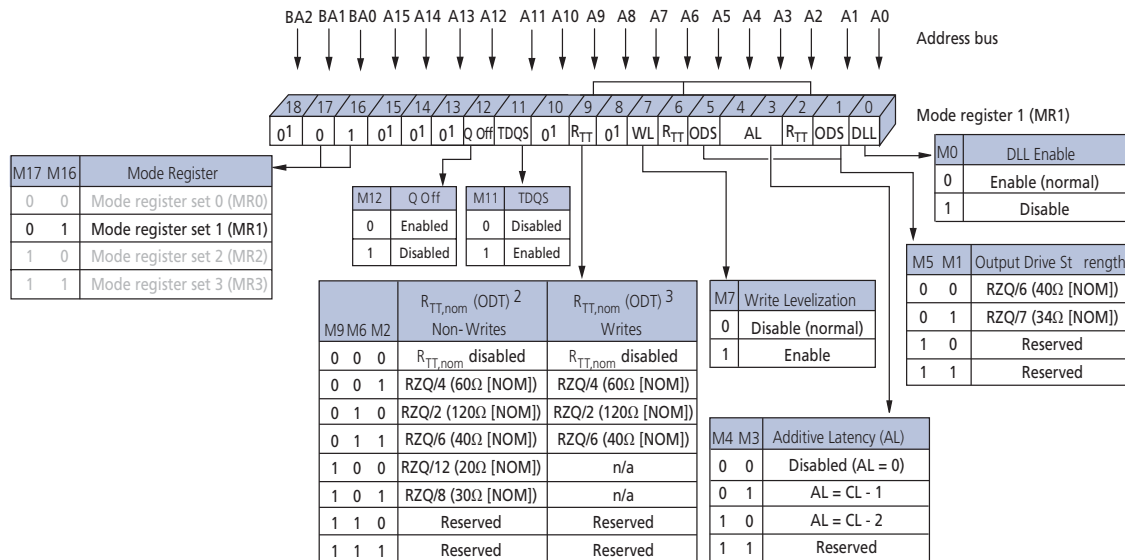 BA2 BA1 BA0 A15 A14 A13 A12 A11 A10 A9 A8 A7 A6 A5 A4 A3 A2 A1 A0
Address bus
18 17 16 15 14 13 12 11 10 9 8 7 6 5 4 3 2 1 0
0¹ 0 1 0¹ 0¹ 0¹ Q Off TDQS 0¹ RTT 0¹ WL RTT ODS AL RTT ODS DLL
Mode register 1 (MR1)
M17 M16 Mode Register
0 0 Mode register set 0 (MR0)
0 1 Mode register set 1 (MR1)
1 0 Mode register set 2 (MR2)
1 1 Mode register set 3 (MR3)
M12 Q Off
0 Enabled
1 Disabled
M11 TDQS
0 Disabled
1 Enabled
M0 DLL Enable
0 Enable (normal)
1 Disable
M5 M1 Output Drive St rength
0 0 RZQ/6 (40Ω [NOM])
0 1 RZQ/7 (34Ω [NOM])
1 0 Reserved
1 1 Reserved
M9 M6 M2 RTT,nom (ODT) 2 Non-Writes RTT,nom (ODT) 3 Writes
0 0 0 RTT,nom disabled RTT,nom disabled
0 0 1 RZQ/4 (60Ω [NOM]) RZQ/4 (60Ω [NOM])
0 1 0 RZQ/2 (120Ω [NOM]) RZQ/2 (120Ω [NOM])
0 1 1 RZQ/6 (40Ω [NOM]) RZQ/6 (40Ω [NOM])
1 0 0 RZQ/12 (20Ω [NOM]) n/a
1 0 1 RZQ/8 (30Ω [NOM]) n/a
1 1 0 Reserved Reserved
1 1 1 Reserved Reserved
M7 Write Levelization
0 Disable (normal)
1 Enable
M4 M3 Additive Latency (AL)
0 0 Disabled (AL = 0)
0 1 AL = CL - 1
1 0 AL = CL - 2
1 1 Reserved